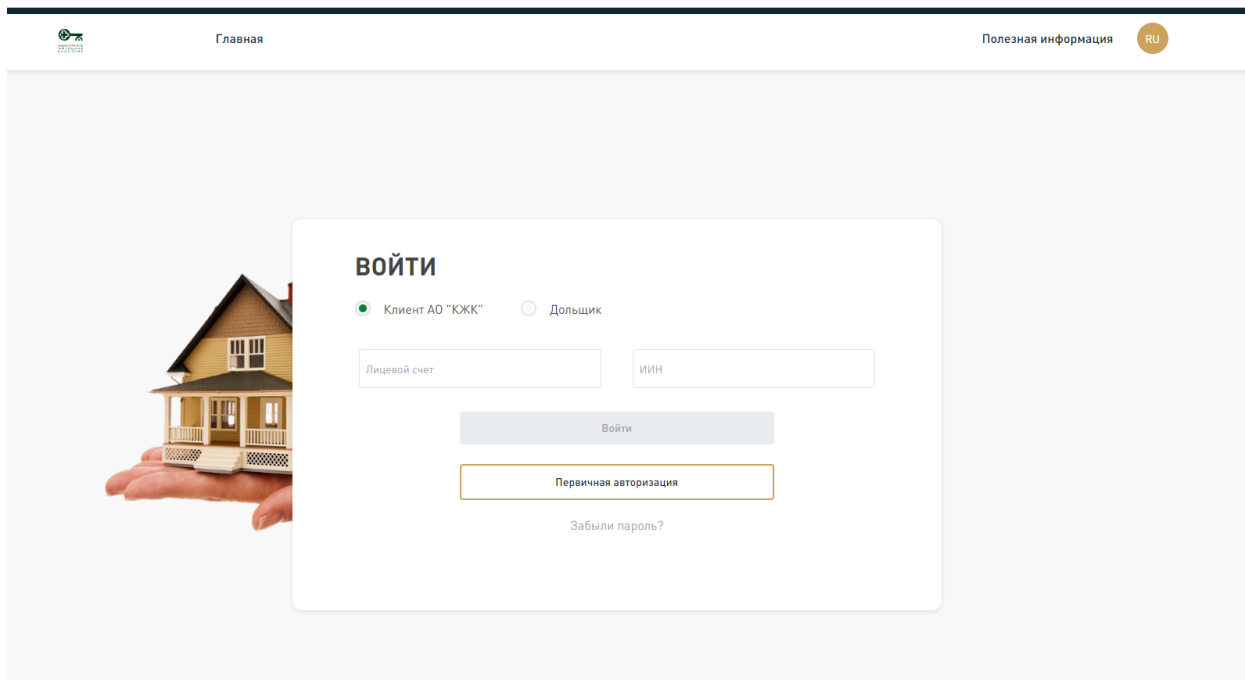 Главная
Полезная информация
RU
ВОЙТИ
Клиент АО "КЖК"
Дольщик
Лицевой счет
ИИН
Войти
Первичная авторизация
Забыли пароль?